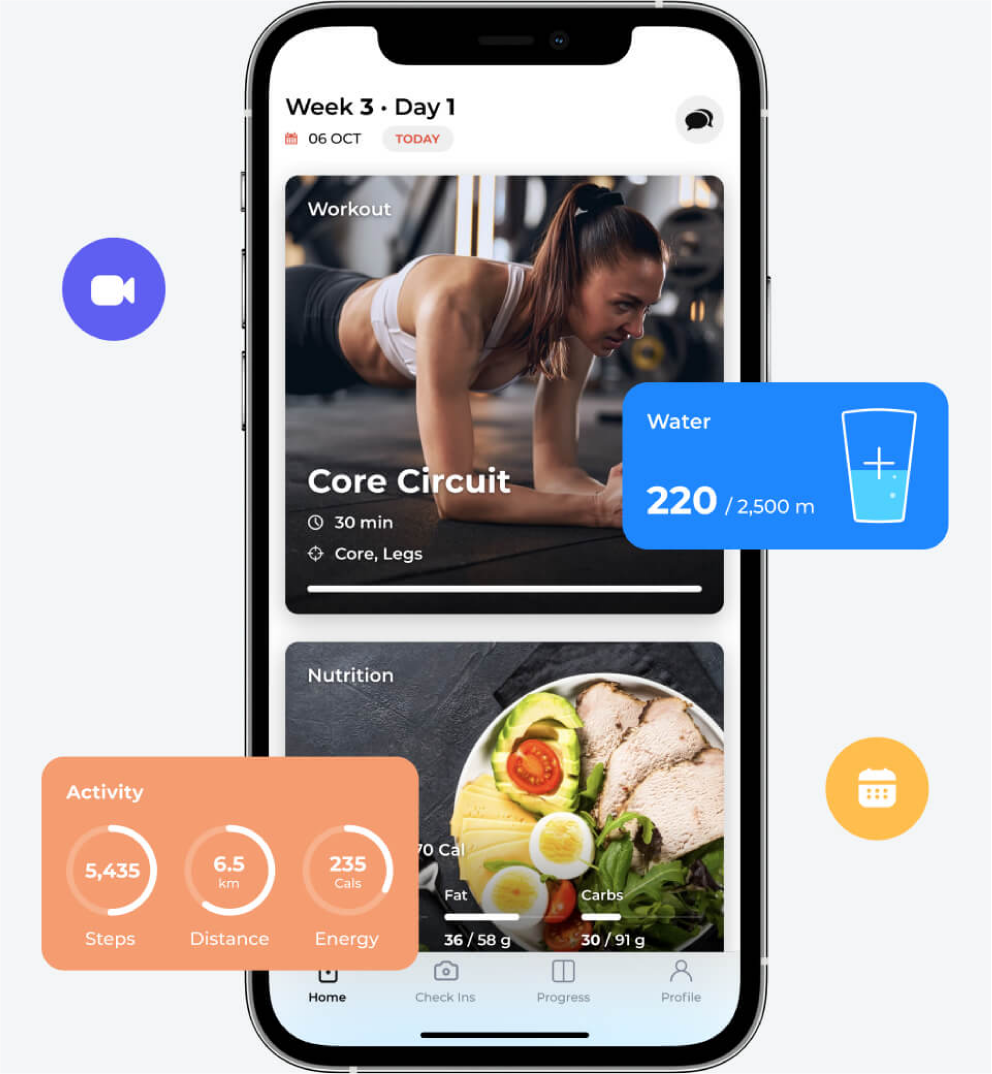 Week 3 · Day 1
06 OCT TODAY
Workout
Core Circuit
30 min
Core, Legs
Water
220 / 2,500 m
Nutrition
70 Cal
Fat Carbs
36 / 58 g 30 / 91 g
Activity
5,435 6.5 235
km Cals
Steps Distance Energy
Home Check Ins Progress Profile